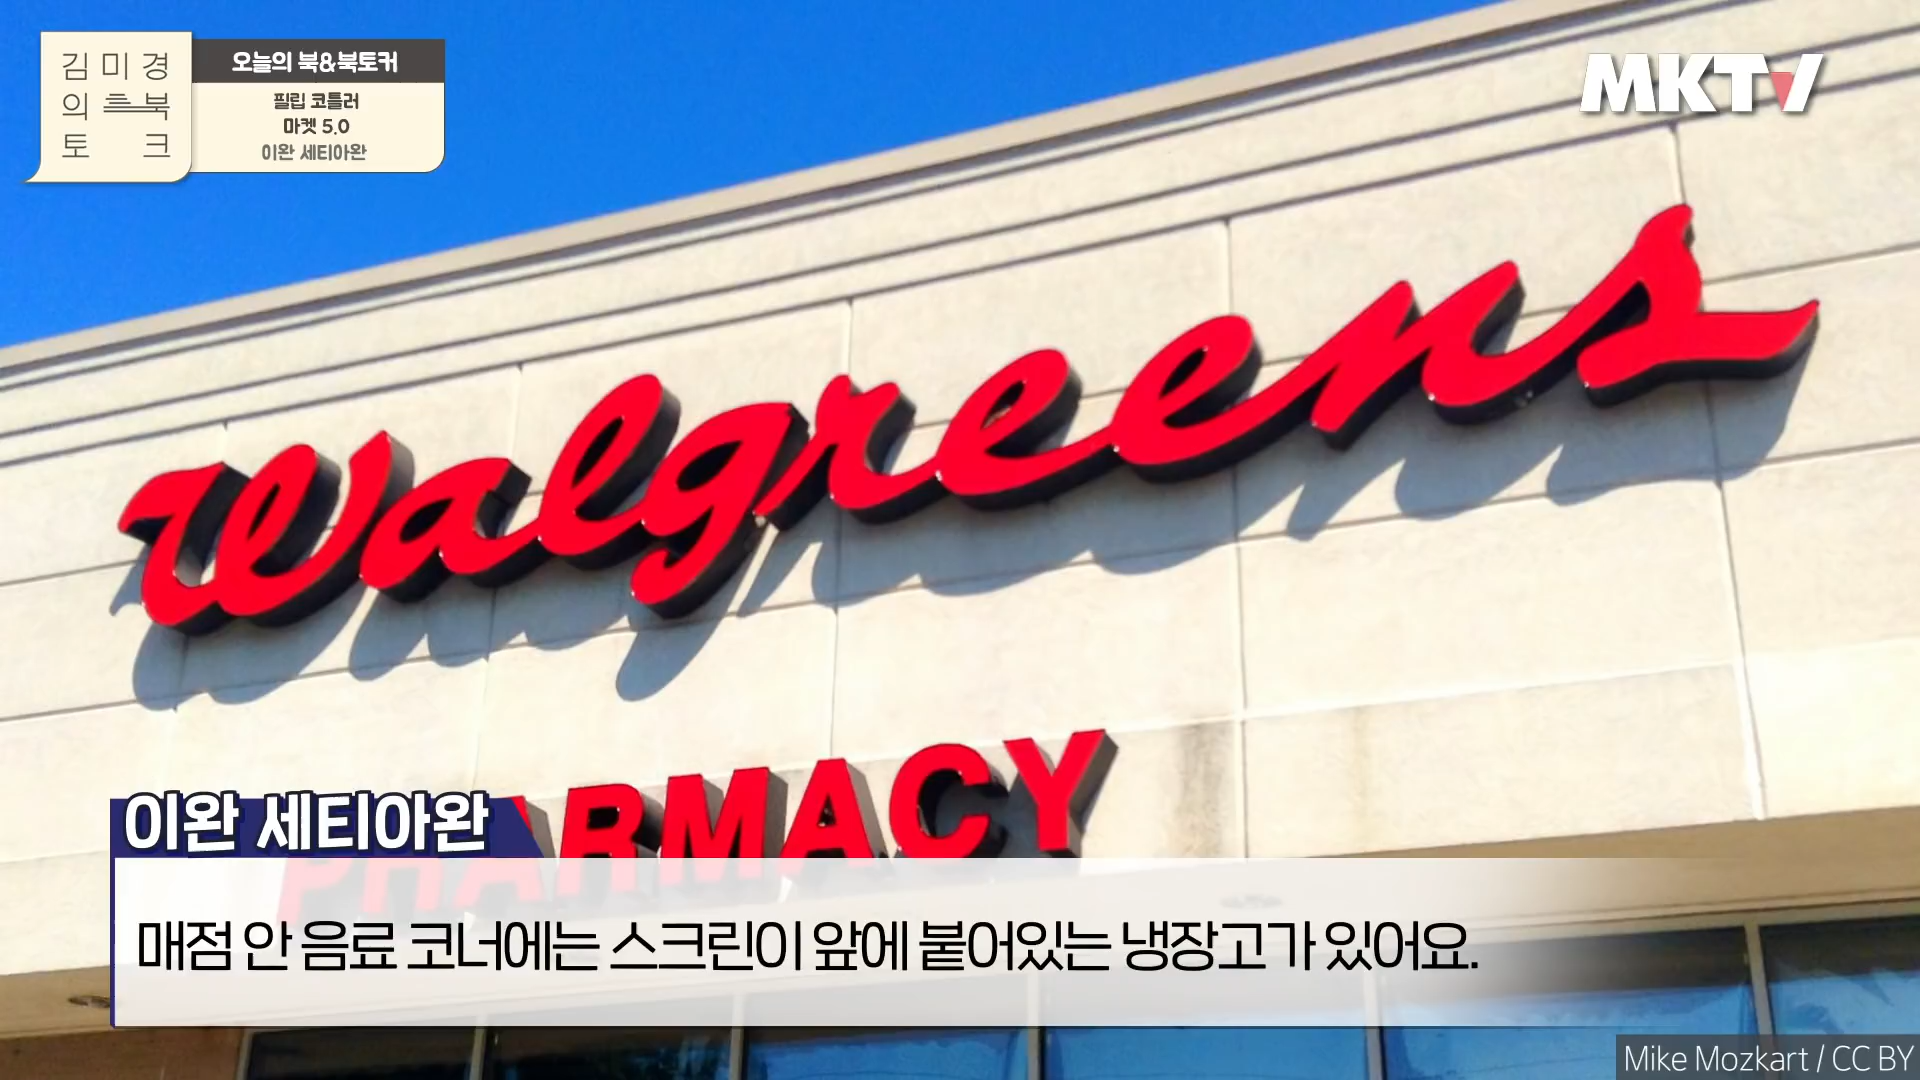 김미경
의 북
토크
오늘의 북&북토커
필립 코틀러
마켓 5.0
이완 세티아완
MKTV
Walgreens
PHARMACY
이완 세티아완
매점 안 음료 코너에는 스크린이 앞에 붙어있는 냉장고가 있어요.
Mike Mozkart / CC BY